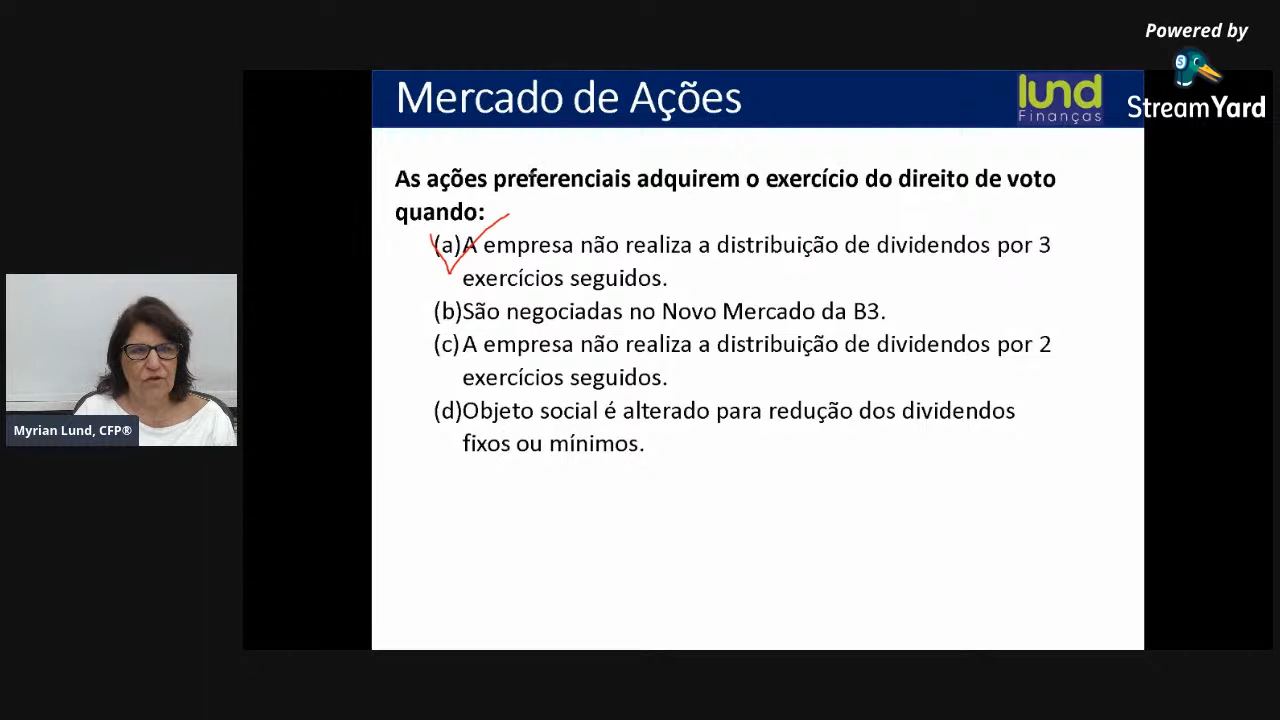 Powered by
StreamYard
Mercado de Ações
lund
Finanças
As ações preferenciais adquirem o exercício do direito de voto
quando:
(a)A empresa não realiza a distribuição de dividendos por 3
exercícios seguidos.
(b)São negociadas no Novo Mercado da B3.
(c)A empresa não realiza a distribuição de dividendos por 2
exercícios seguidos.
(d)Objeto social é alterado para redução dos dividendos
fixos ou mínimos.
Myrian Lund, CFP®